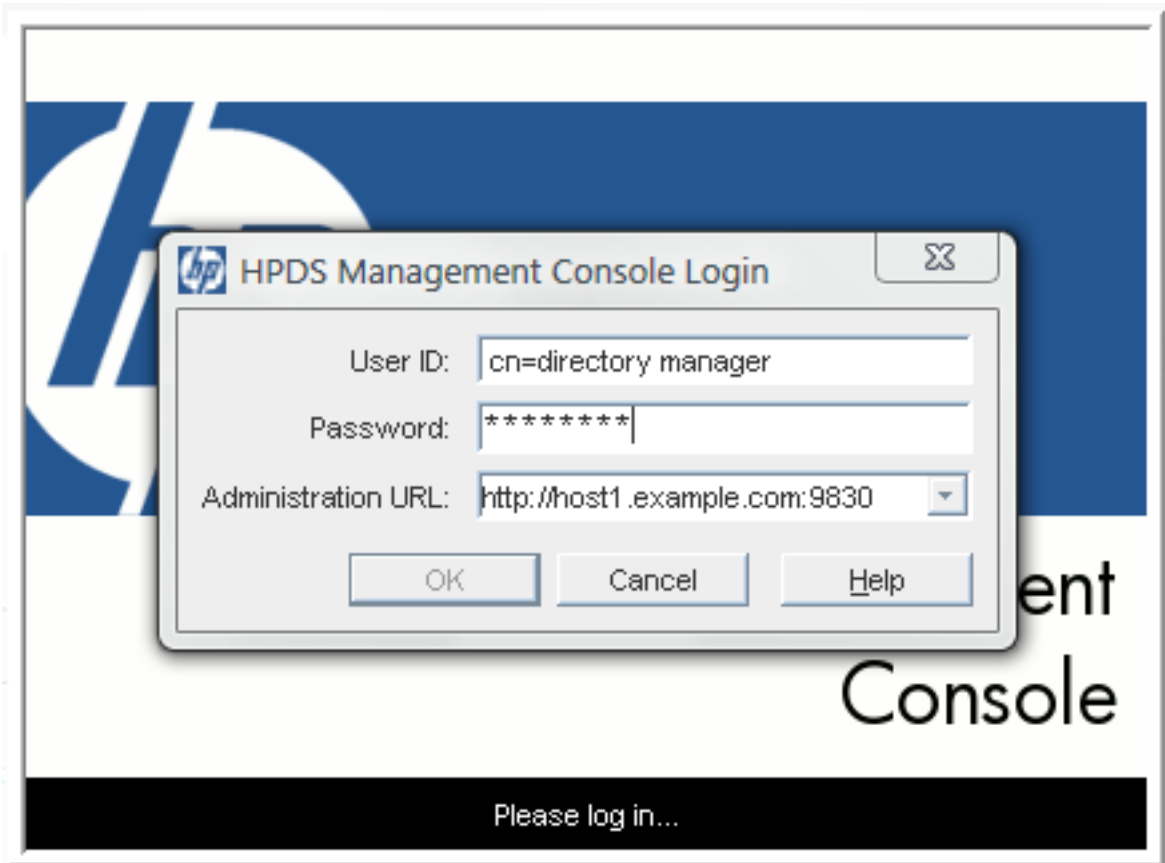 hp HPDS Management Console Login
User ID: cn=directory manager
Password: ********
Administration URL: http://host1.example.com:9830
OK Cancel Help
ent
Console
Please log in...